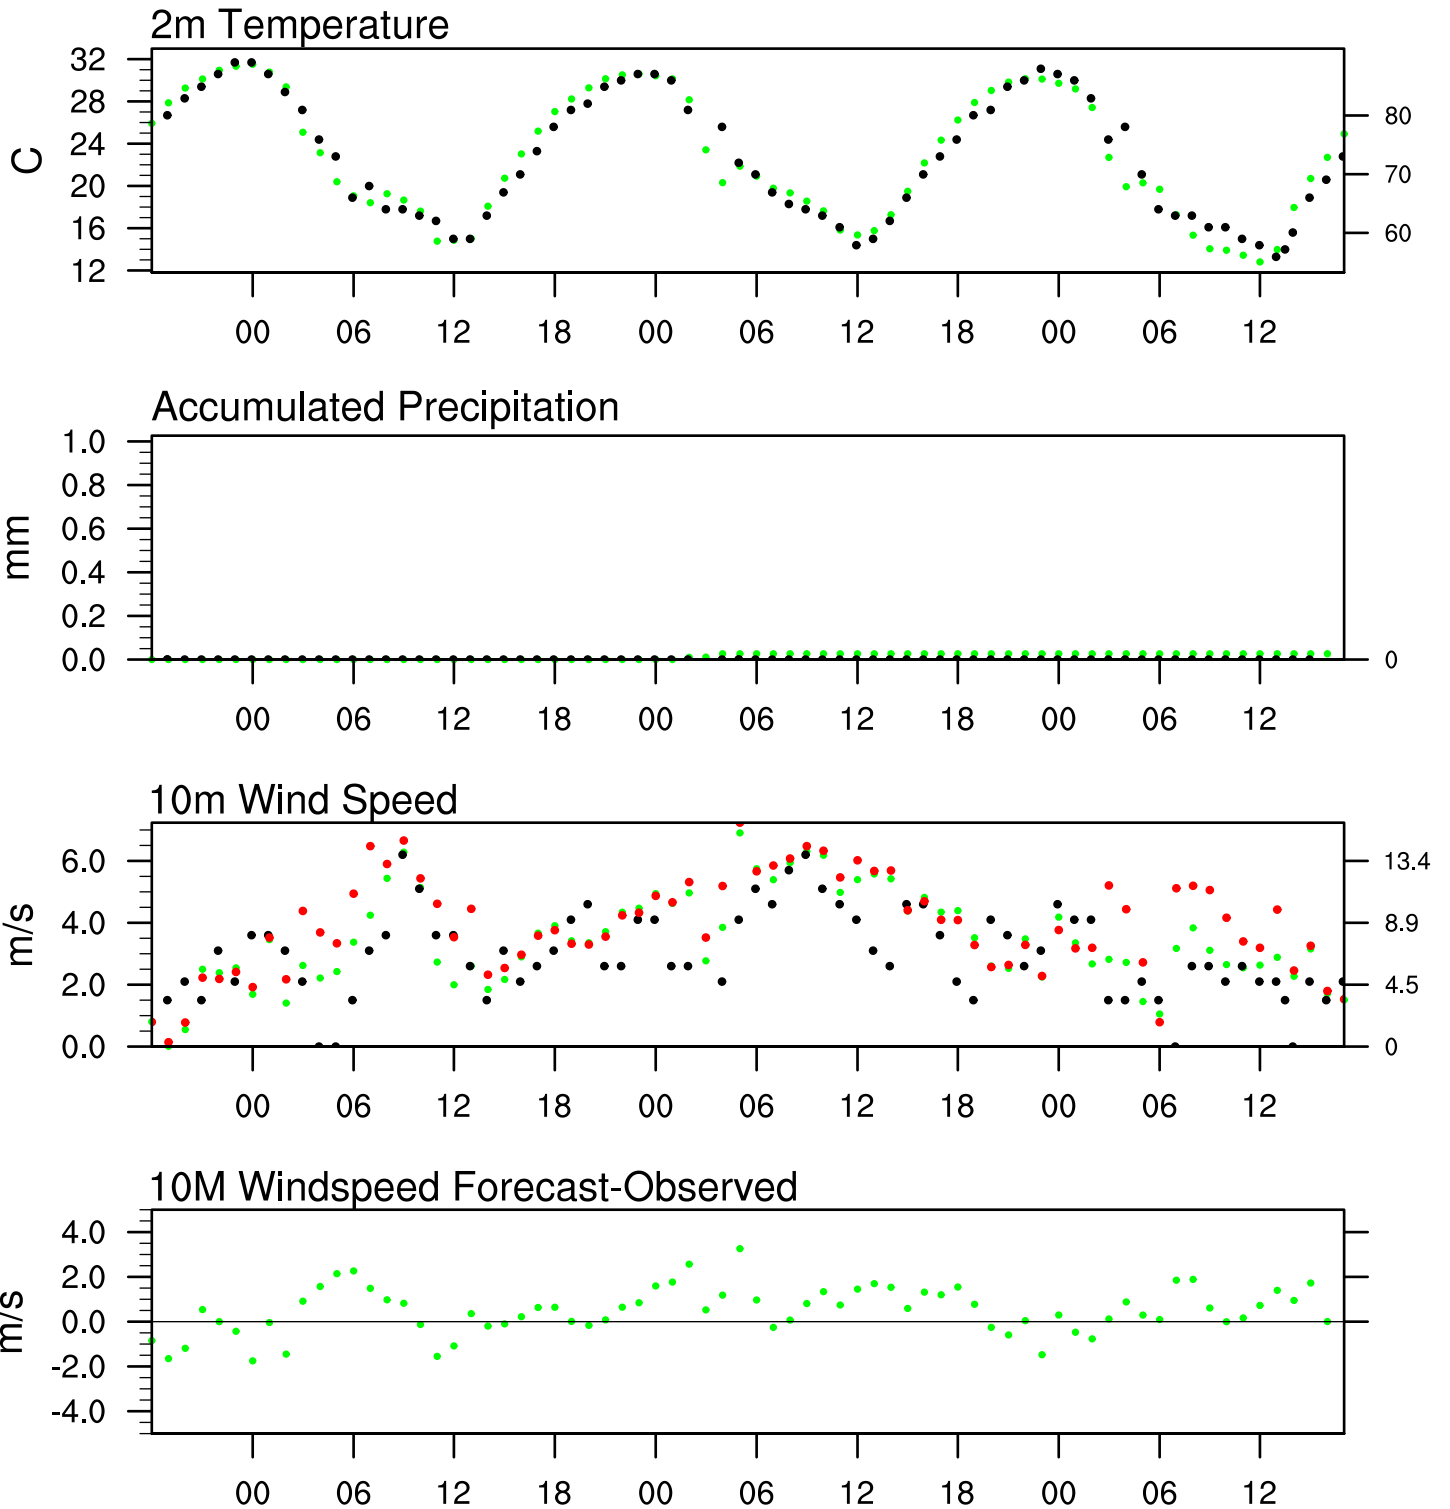 2m Temperature
32
28
24
20
16
12
C
80
70
60
00 06 12 18 00 06 12 18 00 06 12
Accumulated Precipitation
1.0
0.8
0.6
0.4
0.2
0.0
mm
0
00 06 12 18 00 06 12 18 00 06 12
10m Wind Speed
6.0
4.0
2.0
0.0
m/s
13.4
8.9
4.5
0
00 06 12 18 00 06 12 18 00 06 12
10M Windspeed Forecast-Observed
4.0
2.0
0.0
-2.0
-4.0
m/s
00 06 12 18 00 06 12 18 00 06 12